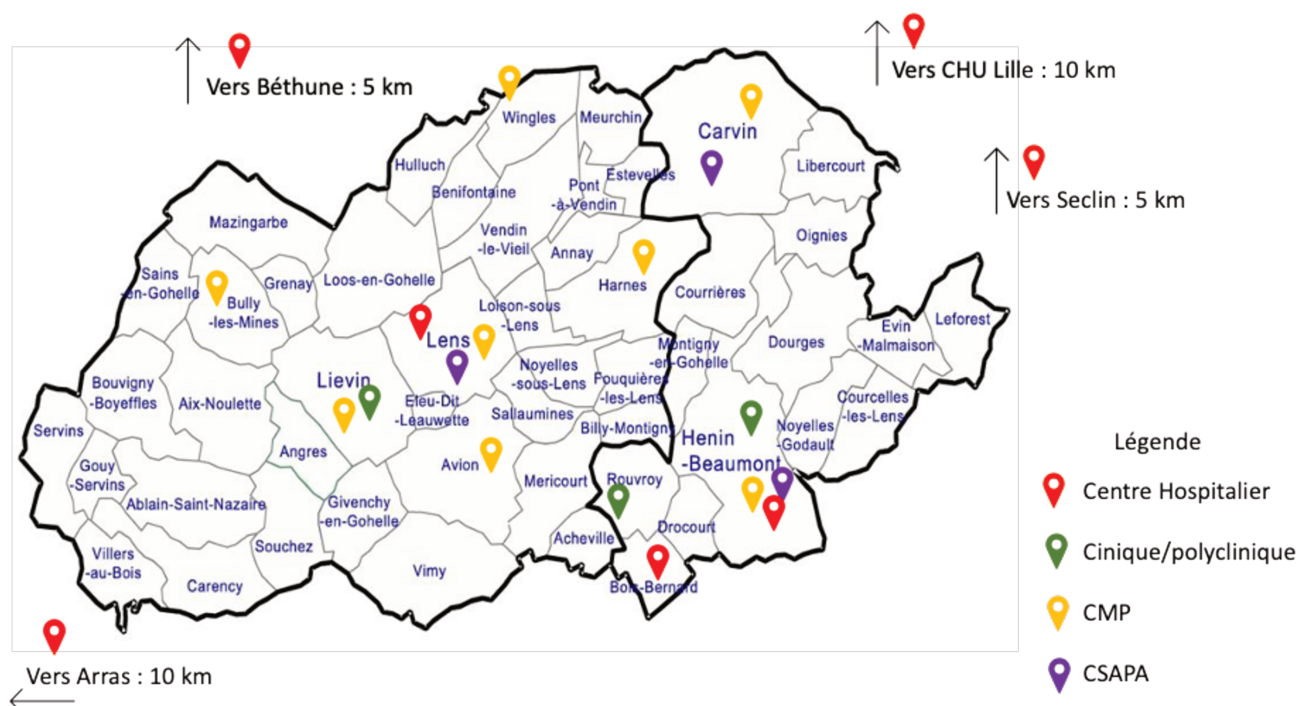 Vers Béthune : 5 km
Vers CHU Lille : 10 km
Wingles
Meurchin
Carvin
Hulluch
Libercourt
Estevelles
Benifontaine
Pont
-à-Vendin
Vers Seclin : 5 km
Mazingarbe
Vendin
-le-Vieil
Annay
Oignies
Sains
-en-Gohelle
Grenay
Loos-en-Gohelle
Harnes
Courrières
Bully
-les-Mines
Loison-sous
-Lens
Leforest
Evin
-Malmaison
Lens
Montigny
-en-Gohelle
Dourges
Noyelles
-sous-Lens
Fouquières
-les-Lens
Lievin
Bouvigny
-Boyeffles
Aix-Noulette
Eleu-Dit
-Leauwette
Sallaumines
Courcelles
-les-Lens
Billy-Montigny
Noyelles
-Godault
Servins
Henin
-Beaumont
Légende
Angres
Avion
Gouy
-Servins
Mericourt
Rouvroy
Centre Hospitalier
Ablain-Saint-Nazaire
Givenchy
-en-Gohelle
Drocourt
Acheville
Souchez
Cinique/polyclinique
Villers
-au-Bois
Carency
Vimy
Bois-Bernard
CMP
Vers Arras : 10 km
CSAPA